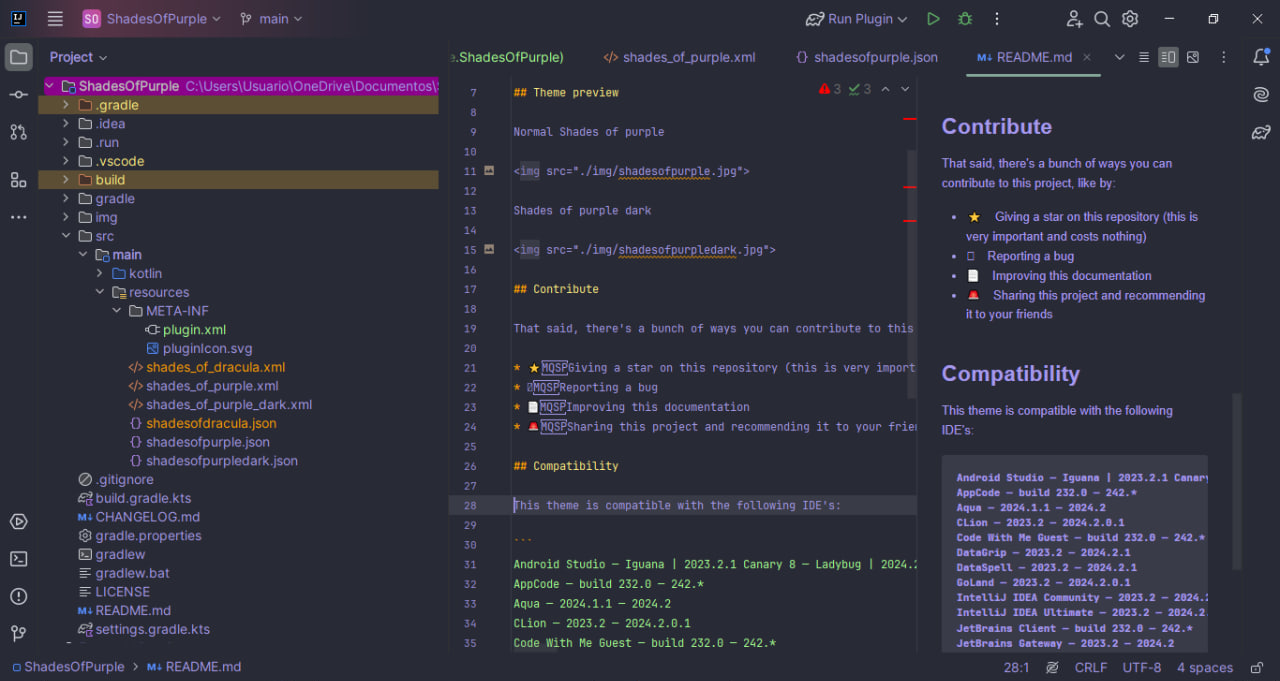 SO ShadesOfPurple main Run Plugin
Project
e.ShadesOfPurple) shades_of_purple.xml shadesofpurple.json README.md
ShadesOfPurple C:\Users\Usuario\OneDrive\Documentos\
.gradle
.idea
.run
.vscode
build
gradle
img
src
main
kotlin
resources
META-INF
plugin.xml
pluginIcon.svg
shades_of_dracula.xml
shades_of_purple.xml
shades_of_purple_dark.xml
shadesofdracula.json
shadesofpurple.json
shadesofpurpledark.json
.gitignore
build.gradle.kts
CHANGELOG.md
gradle.properties
gradlew
gradlew.bat
LICENSE
README.md
settings.gradle.kts
3 3
7 ## Theme preview
8
9 Normal Shades of purple
10
11 <img src="./img/shadesofpurple.jpg">
12
13 Shades of purple dark
14
15 <img src="./img/shadesofpurpledark.jpg">
16
17 ## Contribute
18
19 That said, there's a bunch of ways you can contribute to this
20
21 * ⭐MQSPGiving a star on this repository (this is very import
22 * MQSPReporting a bug
23 * 📄MQSPImproving this documentation
24 * 🚨MQSPSharing this project and recommending it to your frien
25
26 ## Compatibility
27
28 This theme is compatible with the following IDE's:
29
30 ```
31 Android Studio — Iguana | 2023.2.1 Canary 8 — Ladybug | 2024.2
32 AppCode — build 232.0 — 242.*
33 Aqua — 2024.1.1 — 2024.2
34 CLion — 2023.2 — 2024.2.0.1
35 Code With Me Guest — build 232.0 — 242.*
Contribute
That said, there's a bunch of ways you can
contribute to this project, like by:
• ⭐ Giving a star on this repository (this is
very important and costs nothing)
• Reporting a bug
• 📄 Improving this documentation
• 🚨 Sharing this project and recommending
it to your friends
Compatibility
This theme is compatible with the following
IDE's:
Android Studio — Iguana | 2023.2.1 Canary
AppCode — build 232.0 — 242.*
Aqua — 2024.1.1 — 2024.2
CLion — 2023.2 — 2024.2.0.1
Code With Me Guest — build 232.0 — 242.*
DataGrip — 2023.2 — 2024.2.1
DataSpell — 2023.2 — 2024.2.1
GoLand — 2023.2 — 2024.2.0.1
IntelliJ IDEA Community — 2023.2 — 2024.2
IntelliJ IDEA Ultimate — 2023.2 — 2024.2
JetBrains Client — build 232.0 — 242.*
JetBrains Gateway — 2023.2 — 2024.2
ShadesOfPurple > README.md 28:1 CRLF UTF-8 4 spaces